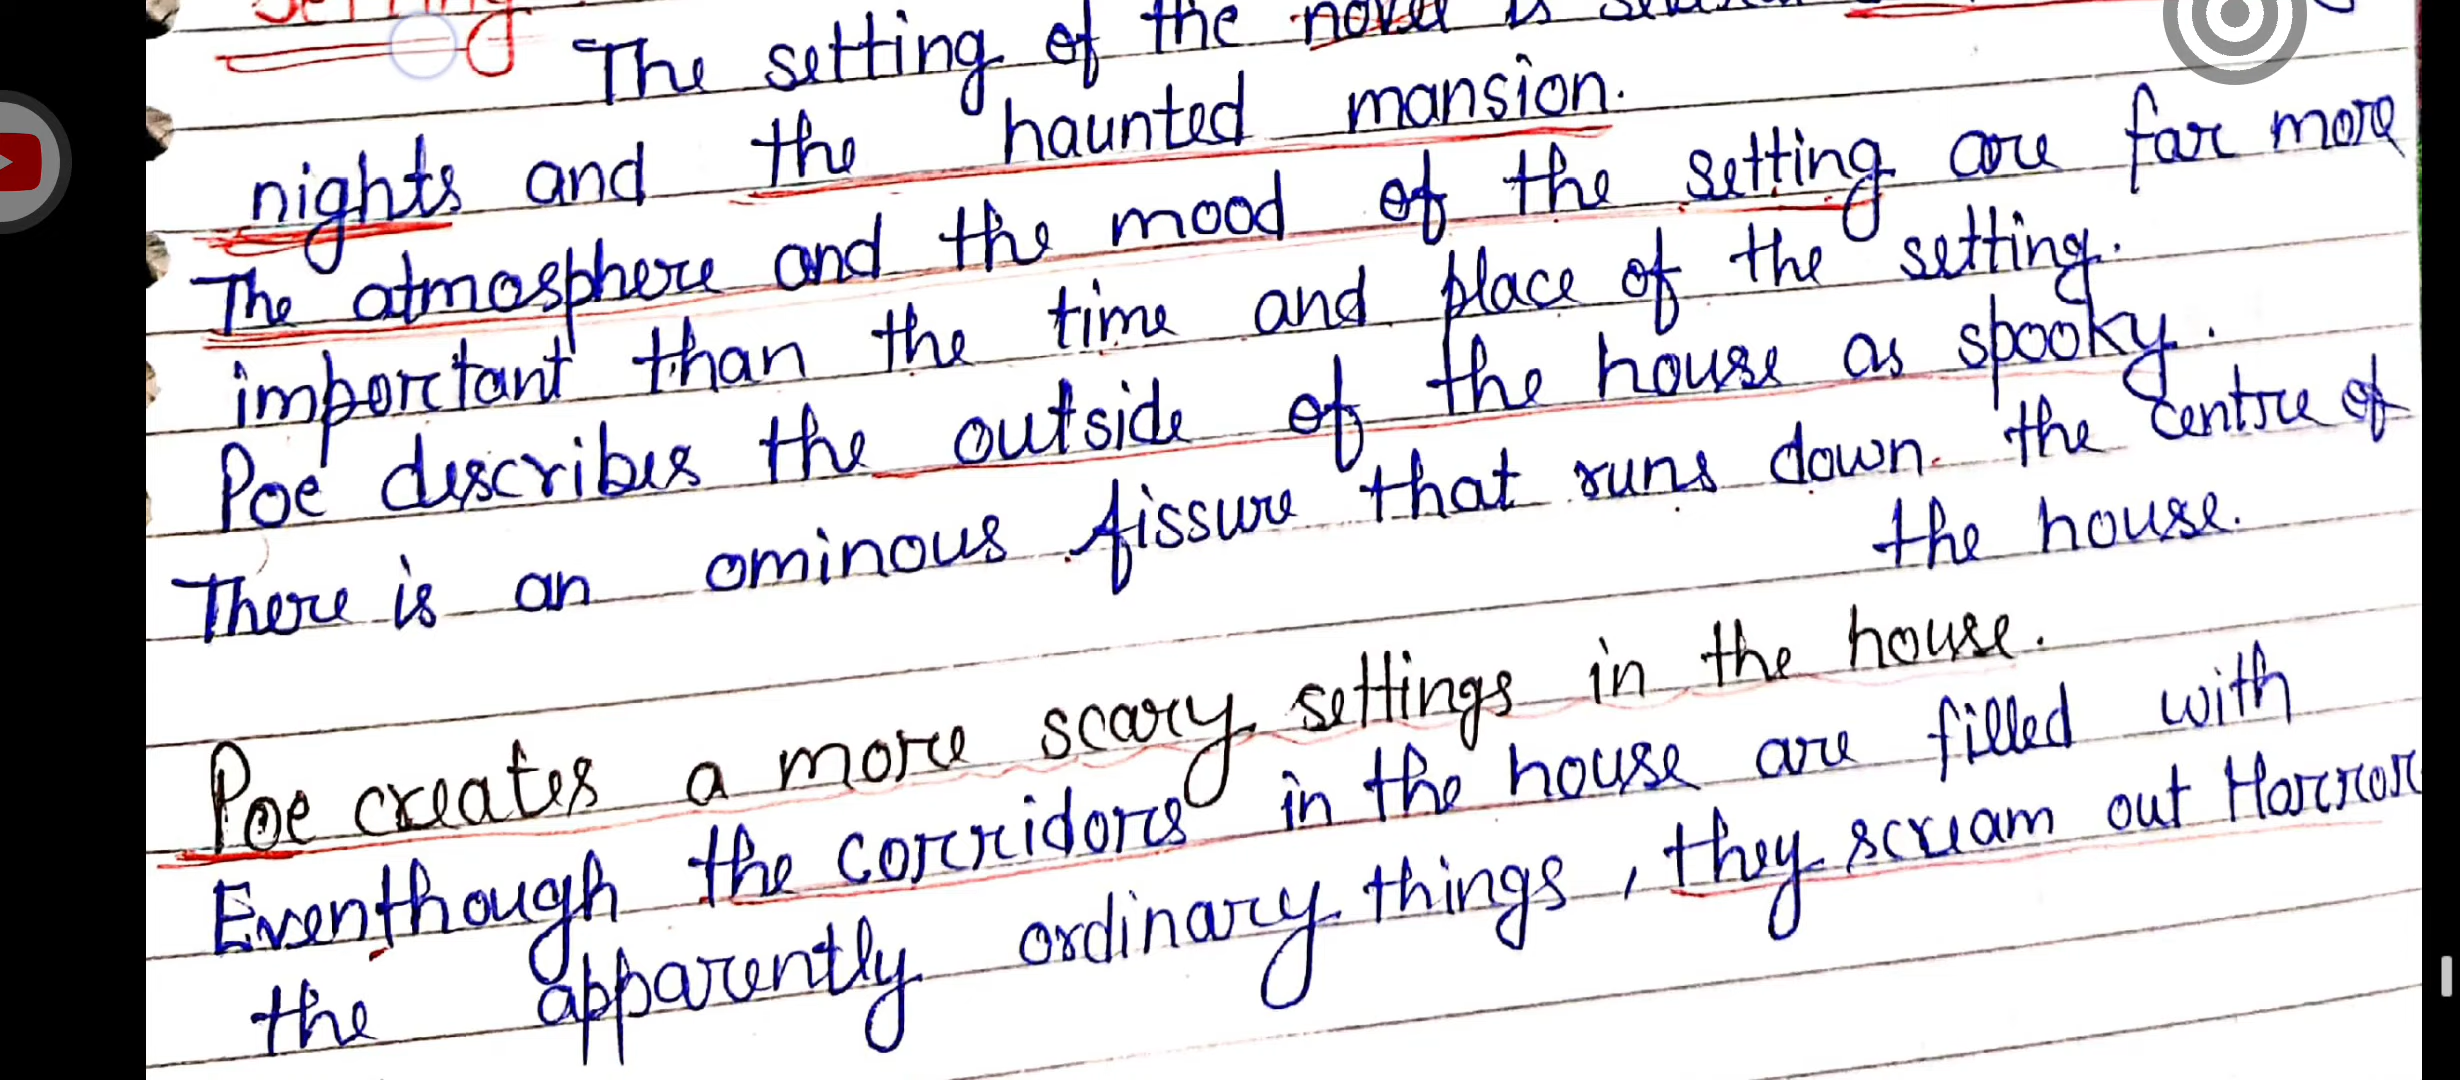 Setting
The setting of the novel is
nights and the haunted mansion.
The atmosphere and the mood of the setting are far more
important than the time and place of the setting.
Poe describes the outside of the house as spooky.
There is an ominous fissure that runs down the centre of
the house.
Poe creates a more scary settings in the house.
Eventhough the corridors in the house are filled with
the apparently ordinary things, they scream out Horror